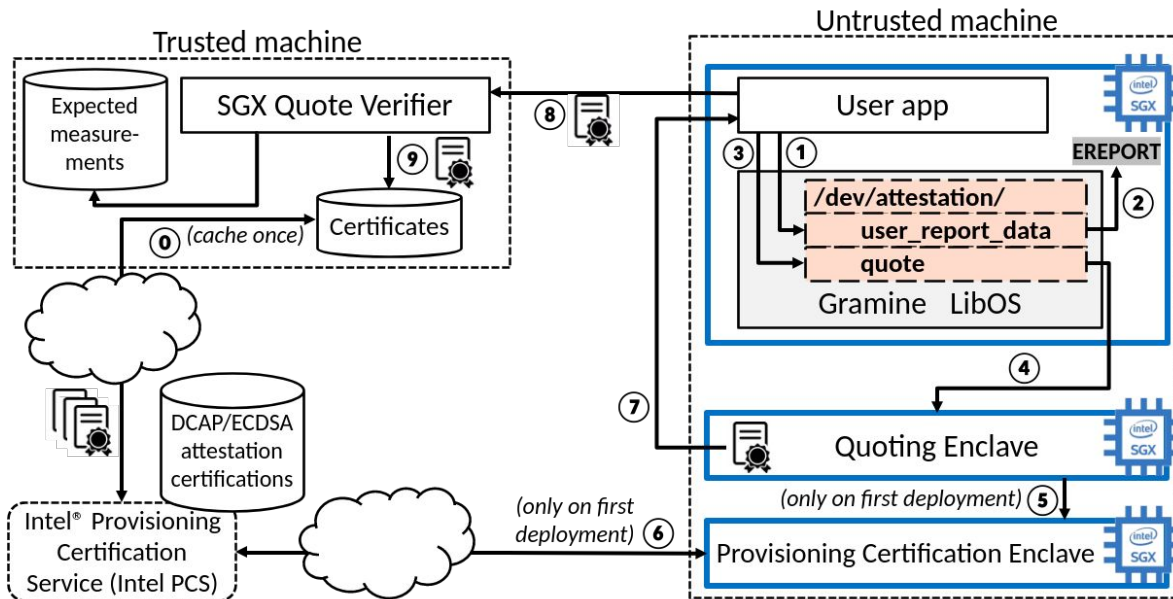 Trusted machine
Expected
measure-
ments
SGX Quote Verifier
9
Certificates
0
(cache once)
8
Untrusted machine
intel
SGX
User app
3
1
EREPORT
2
/dev/attestation/
user_report_data
quote
Gramine LibOS
4
7
Quoting Enclave
intel
SGX
(only on first deployment)
5
Provisioning Certification Enclave
intel
SGX
(only on first
deployment)
6
DCAP/ECDSA
attestation
certifications
Intel® Provisioning
Certification
Service (Intel PCS)